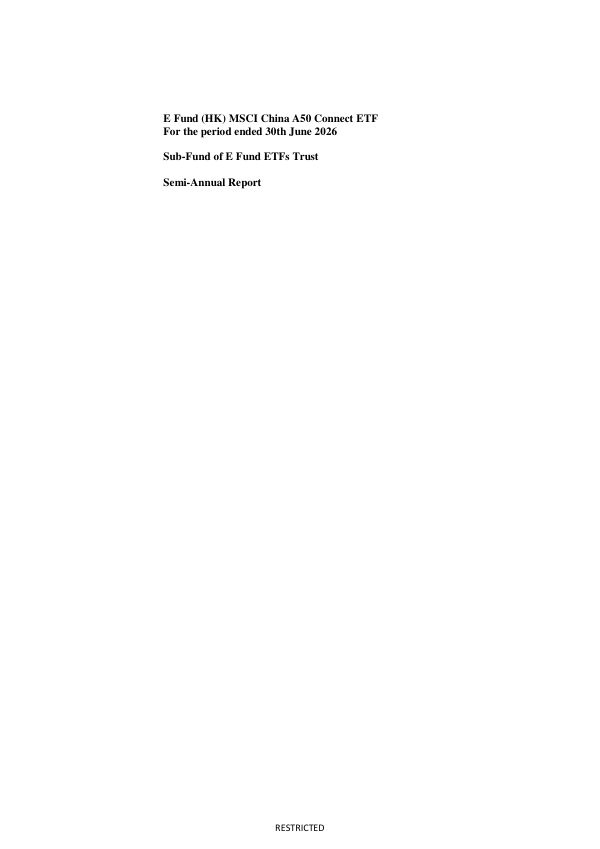 E Fund (HK) MSCI China A50 Connect ETF
For the period ended 30th June 2026
Sub-Fund of E Fund ETFs Trust
Semi-Annual Report
RESTRICTED